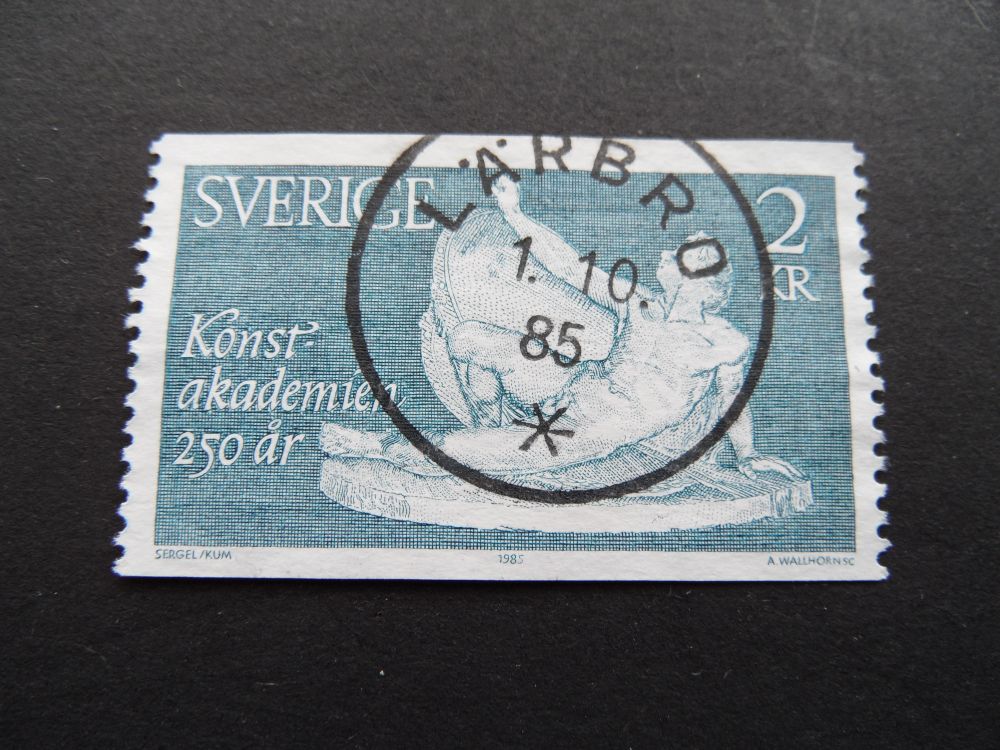 SVERIGE
2
KR
Konst-
akademien
250 år
LÄRBRO
1. 10.
85
SERGEL/KUM
1985
A. WALLHORN SC